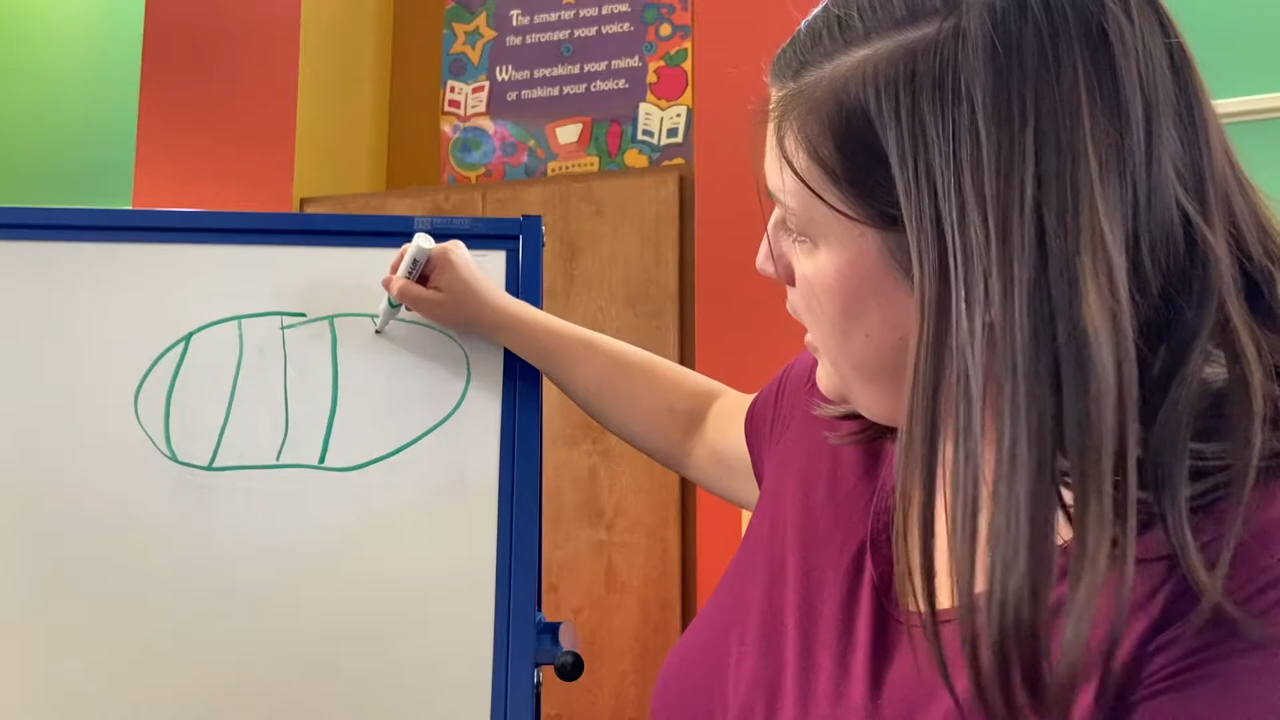 The smarter you grow,
the stronger your voice.
When speaking your mind,
or making your choice.